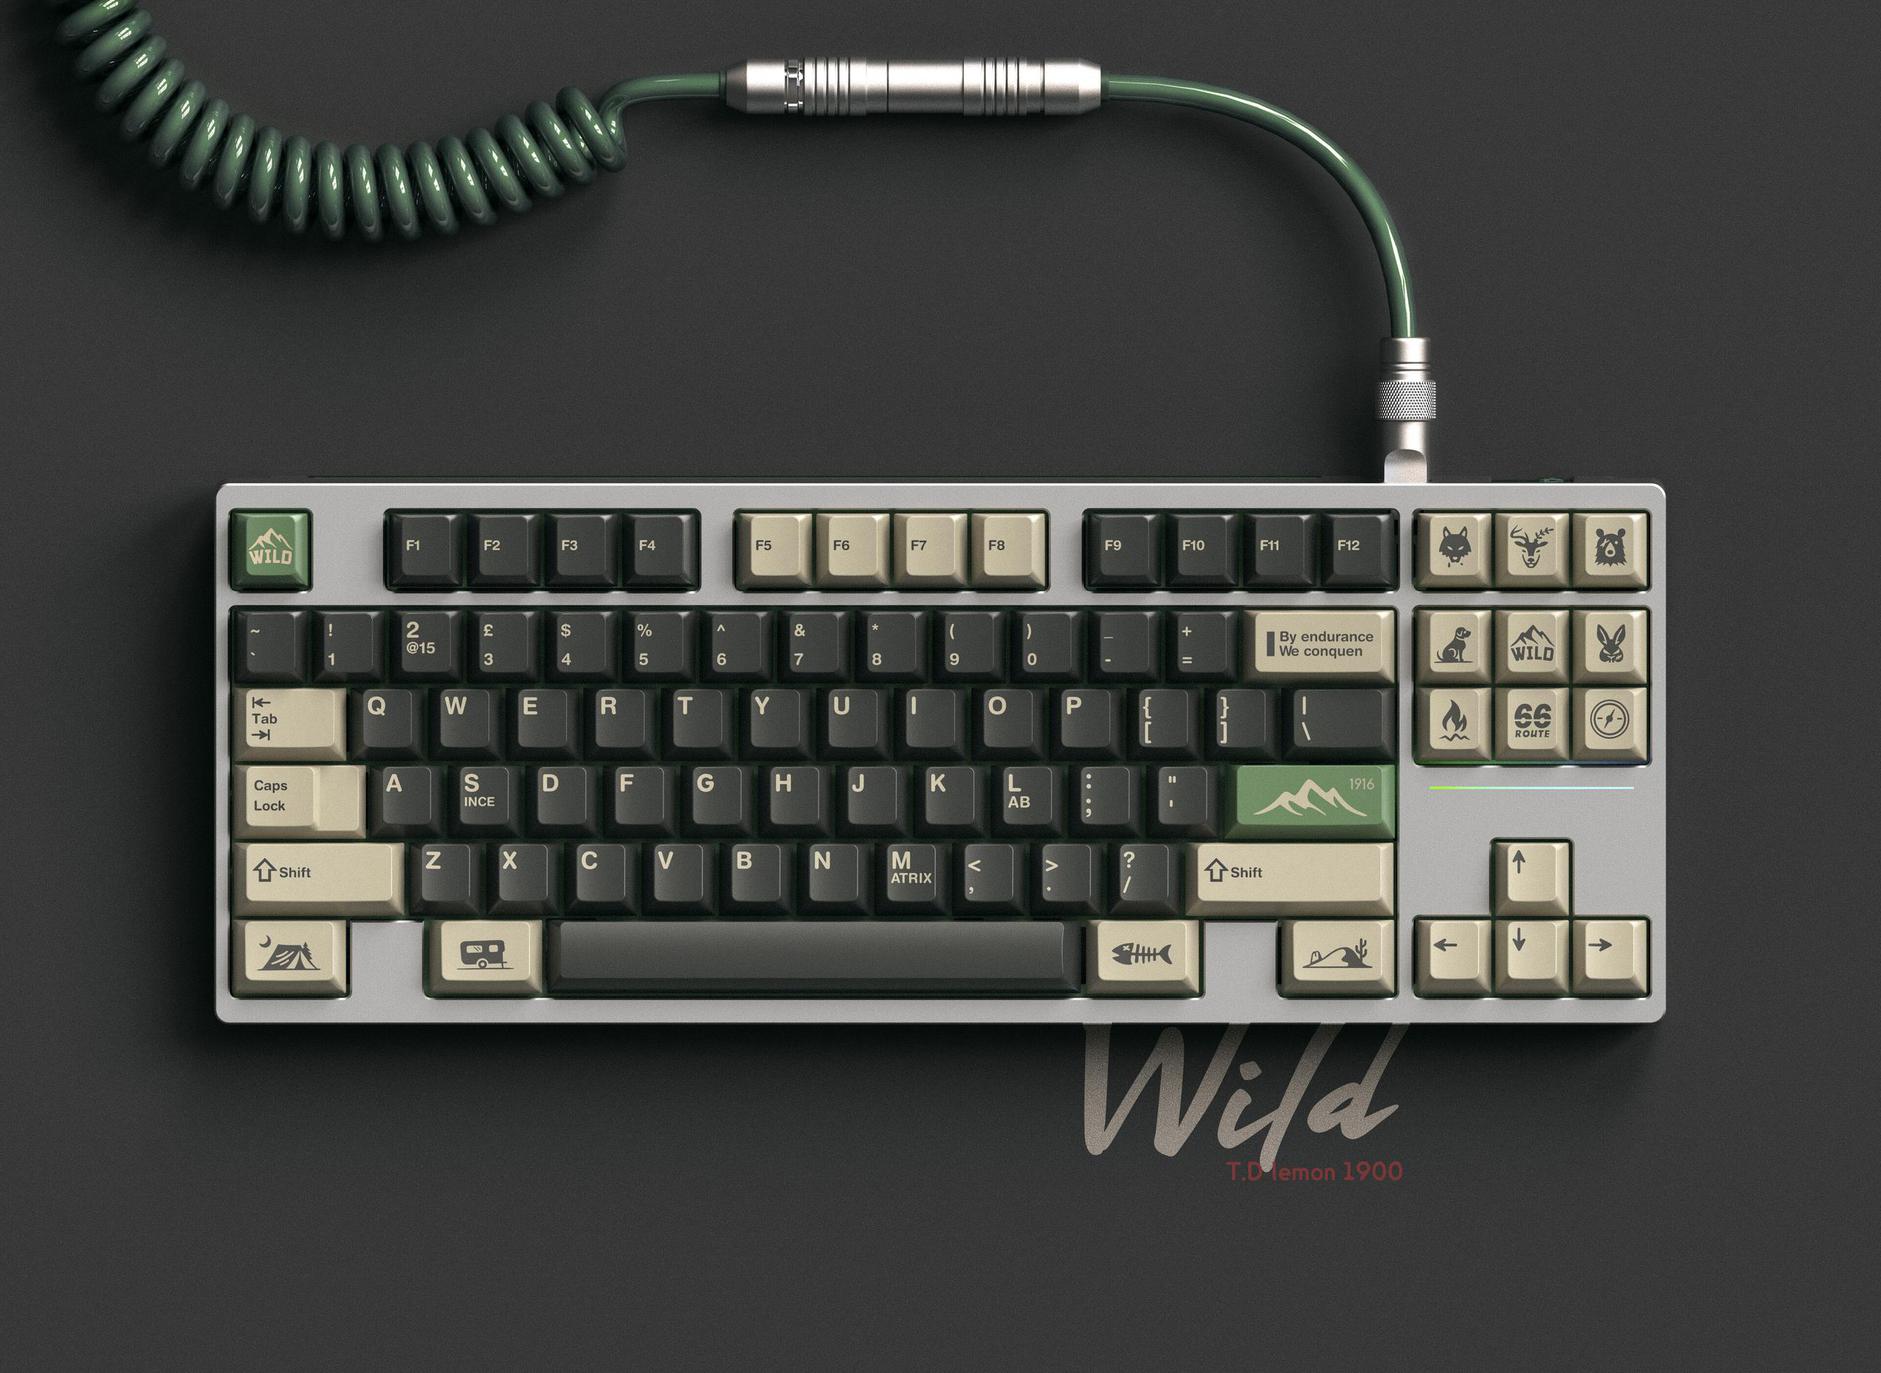 WILD
F1 F2 F3 F4 F5 F6 F7 F8 F9 F10 F11 F12
~ ! 2 £ $ % ^ & * ( ) _ +
` 1 @15 3 4 5 6 7 8 9 0 - =
By endurance
We conquen
WILD
Tab
Q W E R T Y U I O P { } |
[ ] \
66
ROUTE
Caps
Lock
A S D F G H J K L : "
INCE AB ; '
1916
Shift
Z X C V B N M < > ?
ATRIX , . /
Shift
Wild
T.D lemon 1900